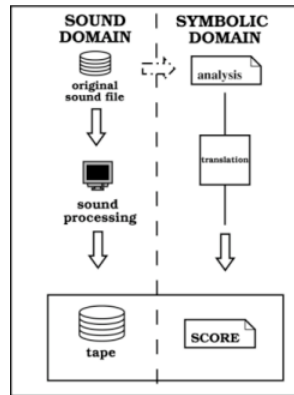 SOUND
DOMAIN
SYMBOLIC
DOMAIN
original
sound file
analysis
translation
sound
processing
tape
SCORE